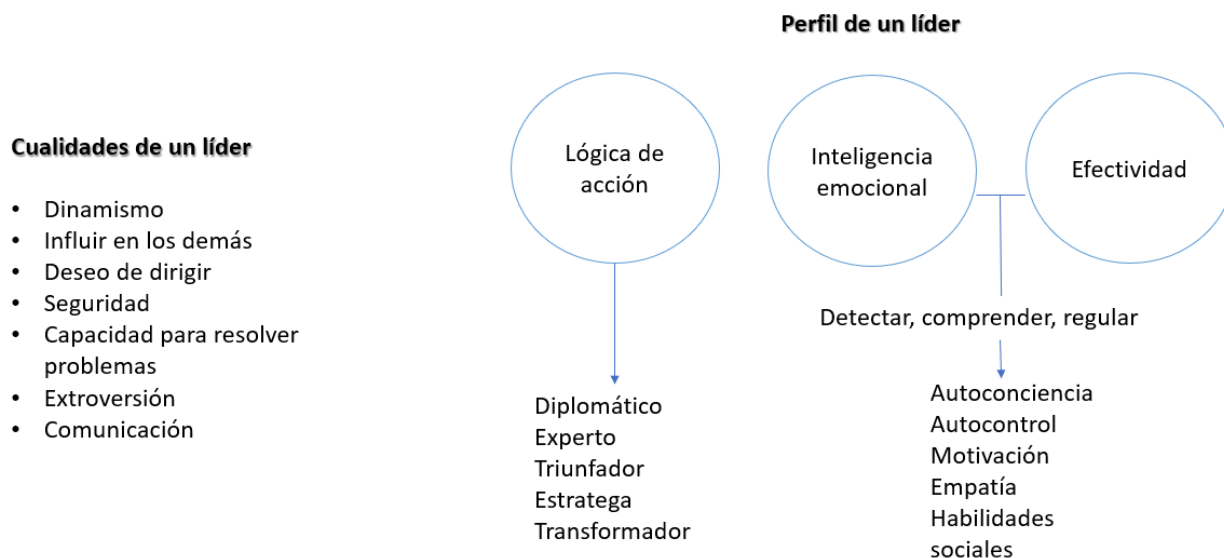 Perfil de un líder
Cualidades de un líder
• Dinamismo
• Influir en los demás
• Deseo de dirigir
• Seguridad
• Capacidad para resolver
problemas
• Extroversión
• Comunicación
Lógica de
acción
Inteligencia
emocional
Efectividad
Diplomático
Experto
Triunfador
Estratega
Transformador
Detectar, comprender, regular
Autoconciencia
Autocontrol
Motivación
Empatía
Habilidades
sociales